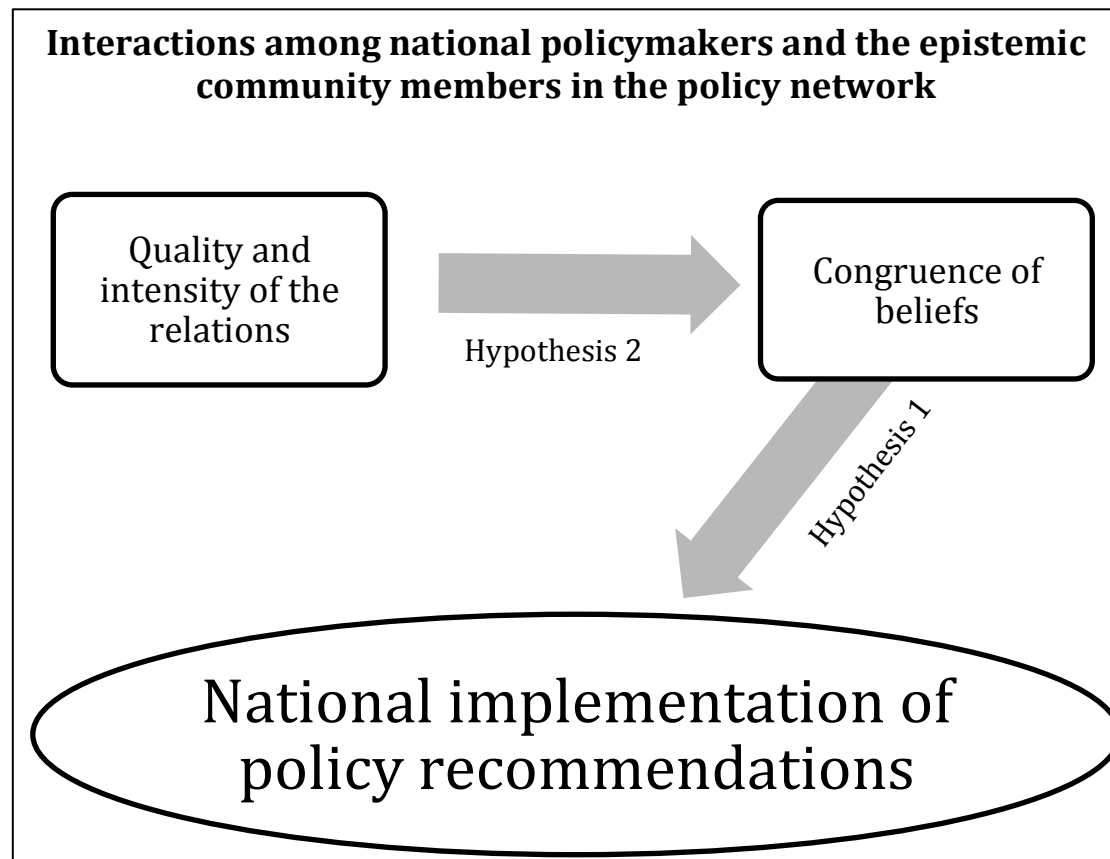 Interactions among national policymakers and the epistemic
community members in the policy network
Quality and
intensity of the
relations
Hypothesis 2
Congruence of
beliefs
Hypothesis 1
National implementation of
policy recommendations